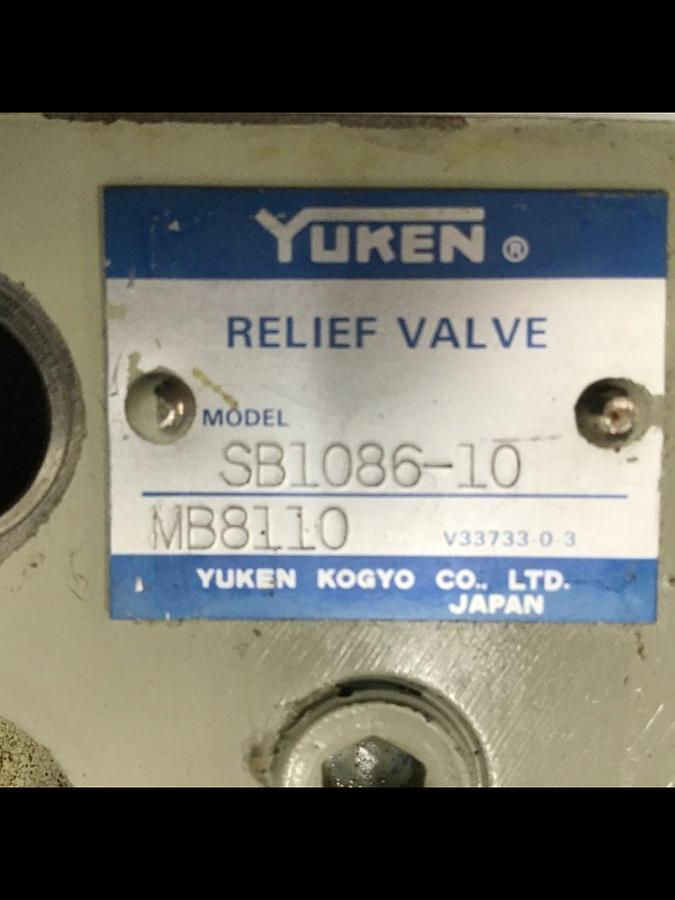 YUKEN ®
RELIEF VALVE
MODEL
SB1086-10
MB8110 V33733-0-3
YUKEN KOGYO CO., LTD.
JAPAN